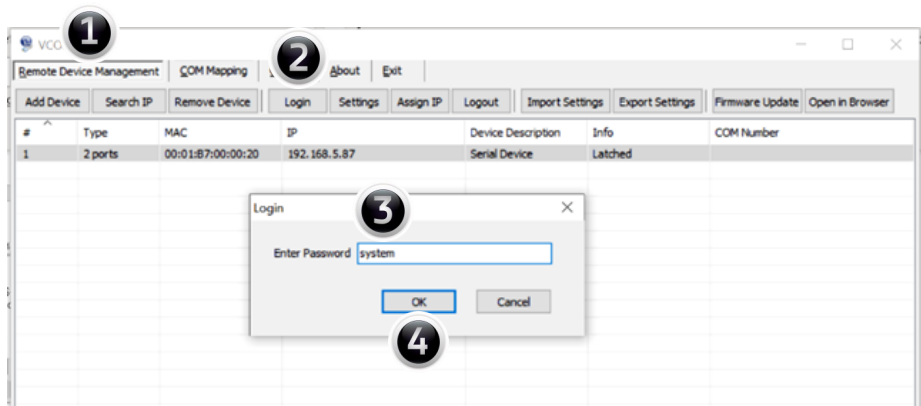 1
VCO
2
Remote Device Management COM Mapping About Exit
Add Device Search IP Remove Device Login Settings Assign IP Logout Import Settings Export Settings Firmware Update Open in Browser
# Type MAC IP Device Description Info COM Number
1 2 ports 00:01:B7:00:00:20 192.168.5.87 Serial Device Latched
Login
3
Enter Password system
OK Cancel
4